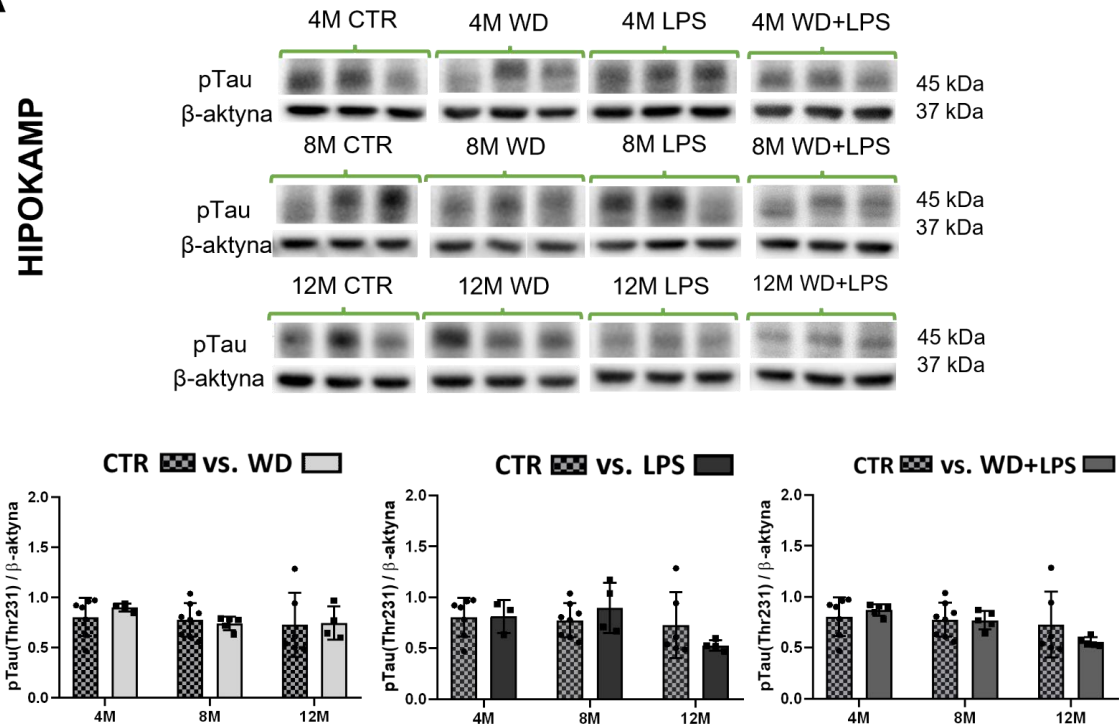 HIPOKAMP
4M CTR 4M WD 4M LPS 4M WD+LPS
pTau 45 kDa
β-aktyna 37 kDa
8M CTR 8M WD 8M LPS 8M WD+LPS
pTau 45 kDa
β-aktyna 37 kDa
12M CTR 12M WD 12M LPS 12M WD+LPS
pTau 45 kDa
β-aktyna 37 kDa
CTR vs. WD
pTau(Thr231) / β-aktyna
2.0
1.5
1.0
0.5
0.0
4M 8M 12M
CTR vs. LPS
pTau(Thr231) / β-aktyna
2.0
1.5
1.0
0.5
0.0
4M 8M 12M
CTR vs. WD+LPS
pTau(Thr231) / β-aktyna
2.0
1.5
1.0
0.5
0.0
4M 8M 12M